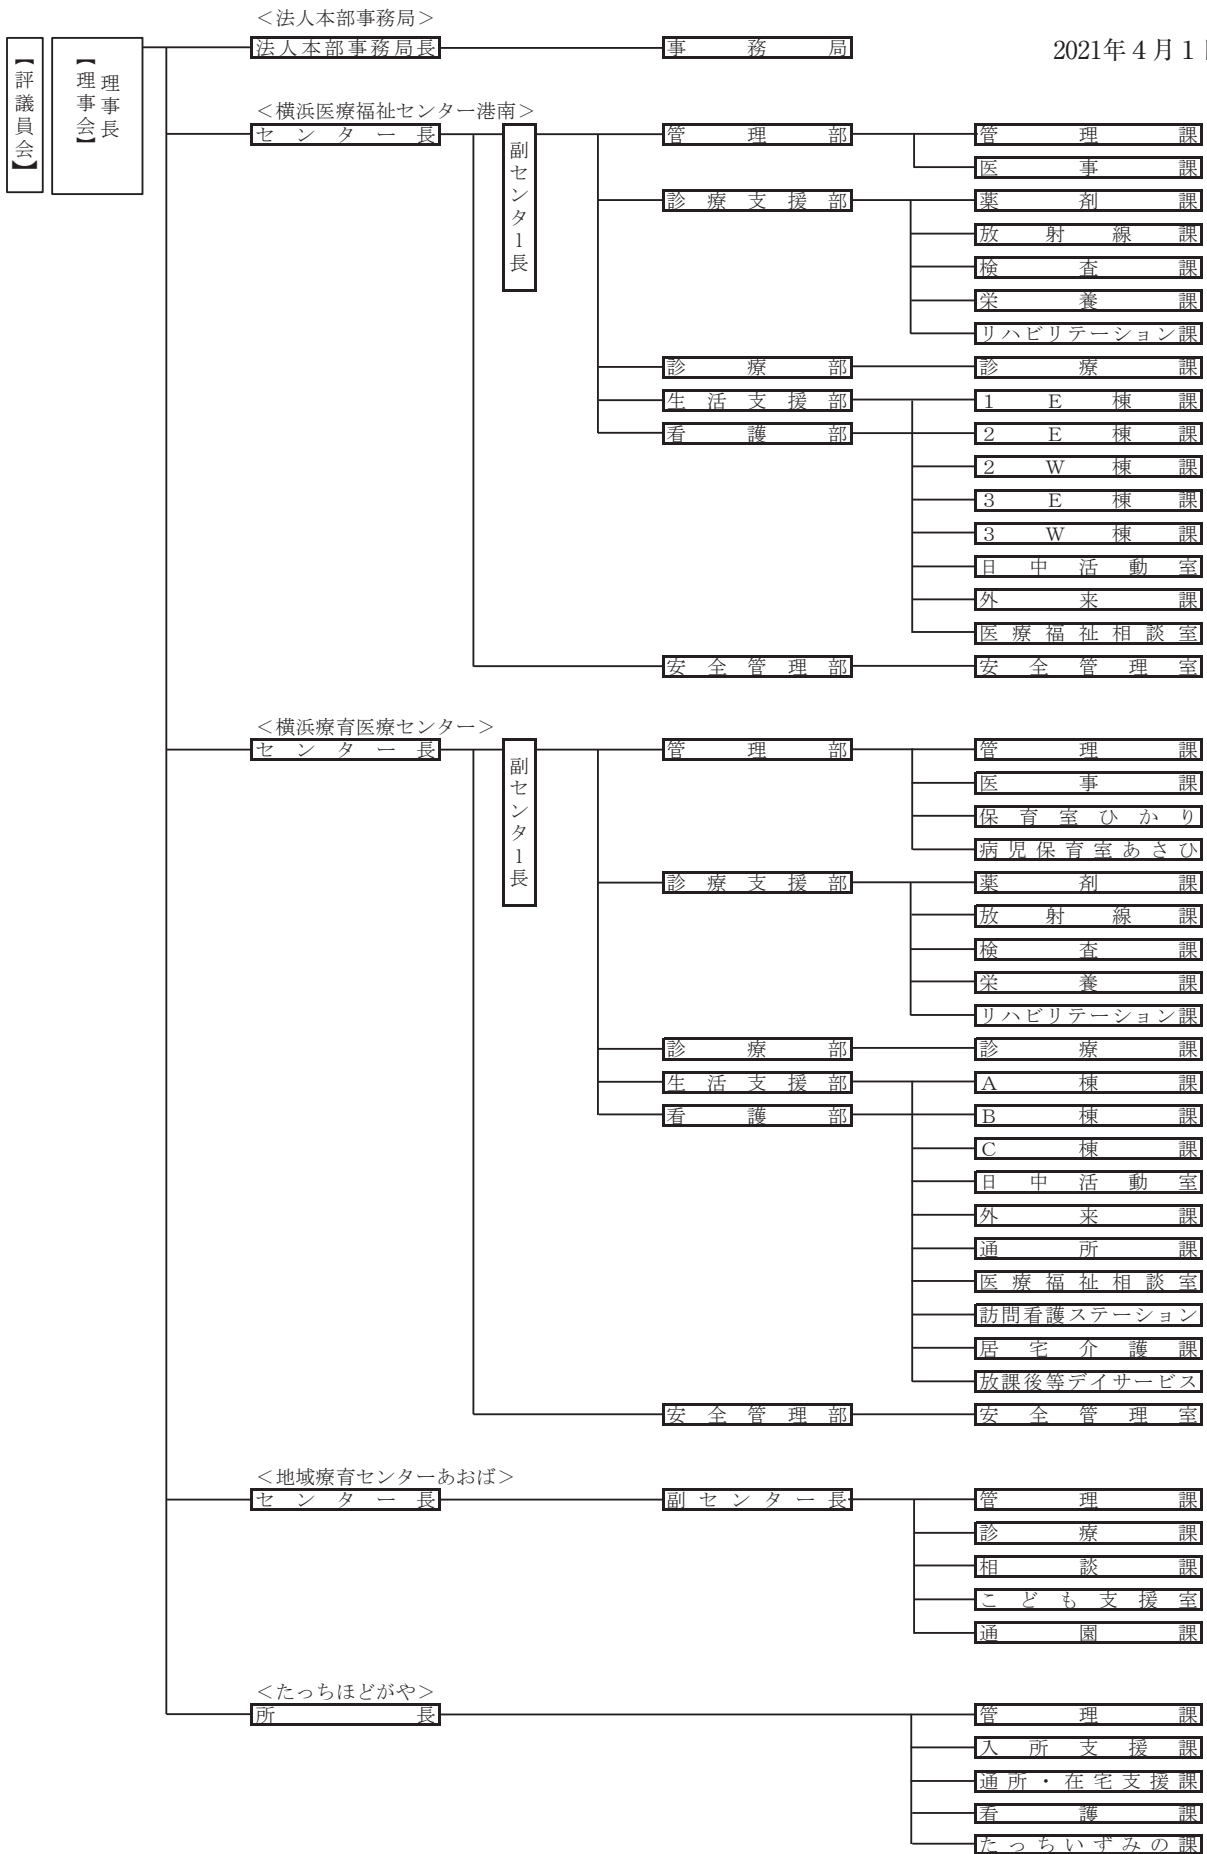 ＜法人本部事務局＞
法人本部事務局長 事務局
2021年４月１
【評議員会】
【理事会】
理事長
＜横浜医療福祉センター港南＞
センター長
副センター長
管理部 管理課
医事課
診療支援部 薬剤課
放射線課
検査課
栄養課
リハビリテーション課
診療部 診療課
生活支援部 １Ｅ棟課
看護部 ２Ｅ棟課
２Ｗ棟課
３Ｅ棟課
３Ｗ棟課
日中活動室
外来課
医療福祉相談室
安全管理部 安全管理室
＜横浜療育医療センター＞
センター長
副センター長
管理部 管理課
医事課
保育室ひかり
病児保育室あさひ
診療支援部 薬剤課
放射線課
検査課
栄養課
リハビリテーション課
診療部 診療課
生活支援部 Ａ棟課
看護部 Ｂ棟課
Ｃ棟課
日中活動室
外来課
通所課
医療福祉相談室
訪問看護ステーション
居宅介護課
放課後等デイサービス
安全管理部 安全管理室
＜地域療育センターあおば＞
センター長 副センター長 管理課
診療課
相談課
こども支援室
通園課
＜たっちほどがや＞
所長 管理課
入所支援課
通所・在宅支援課
看護課
たっちいずみの課